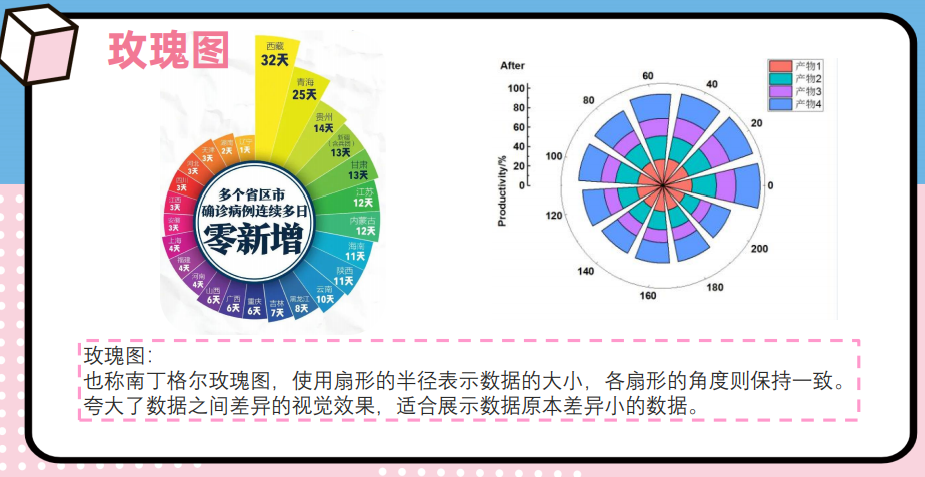 玫瑰图
西藏
32天
青海
25天
贵州
14天
新疆
(含兵团)
13天
甘肃
13天
江苏
12天
内蒙古
12天
海南
11天
陕西
11天
云南
10天
黑龙江
8天
吉林
7天
重庆
6天
广西
6天
山西
6天
河南
4天
福建
4天
上海
4天
安徽
3天
江西
3天
四川
3天
河北
3天
天津
3天
湖南
2天
辽宁
1天
多个省区市
确诊病例连续多日
零新增
After
100
80
60
40
20
0
Productivity/%
0
20
40
60
80
100
120
140
160
180
200
产物1
产物2
产物3
产物4
玫瑰图：
也称南丁格尔玫瑰图，使用扇形的半径表示数据的大小，各扇形的角度则保持一致。
夸大了数据之间差异的视觉效果，适合展示数据原本差异小的数据。